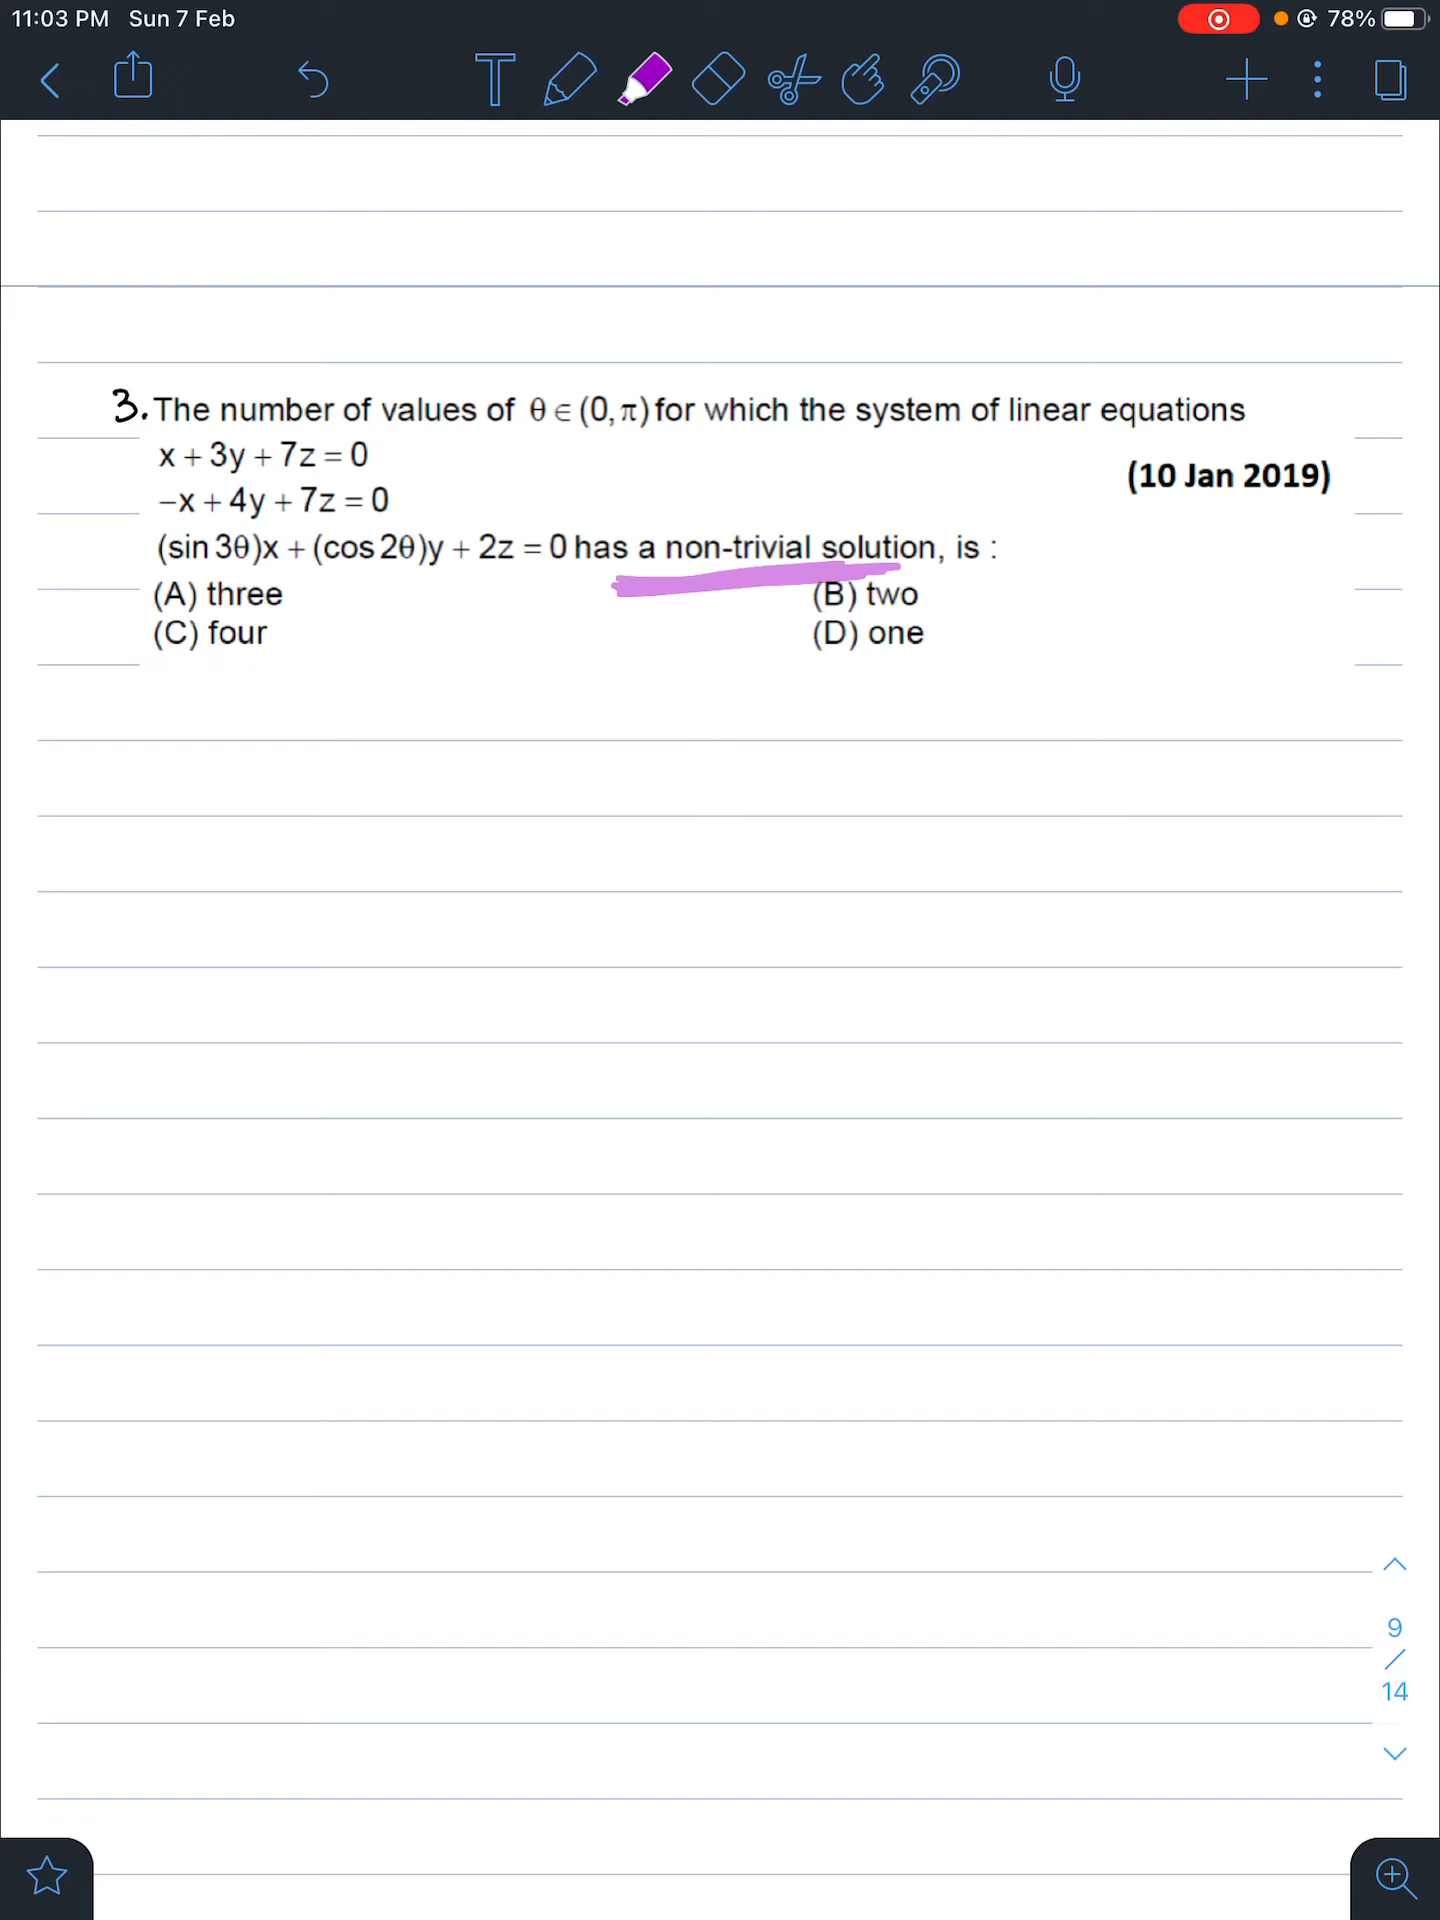 11:03 PM Sun 7 Feb
78%
T
3. The number of values of θ ∈ (0, π) for which the system of linear equations
x + 3y + 7z = 0
(10 Jan 2019)
−x + 4y + 7z = 0
(sin 3θ)x + (cos 2θ)y + 2z = 0 has a non-trivial solution, is :
(A) three (B) two
(C) four (D) one
9
/
14